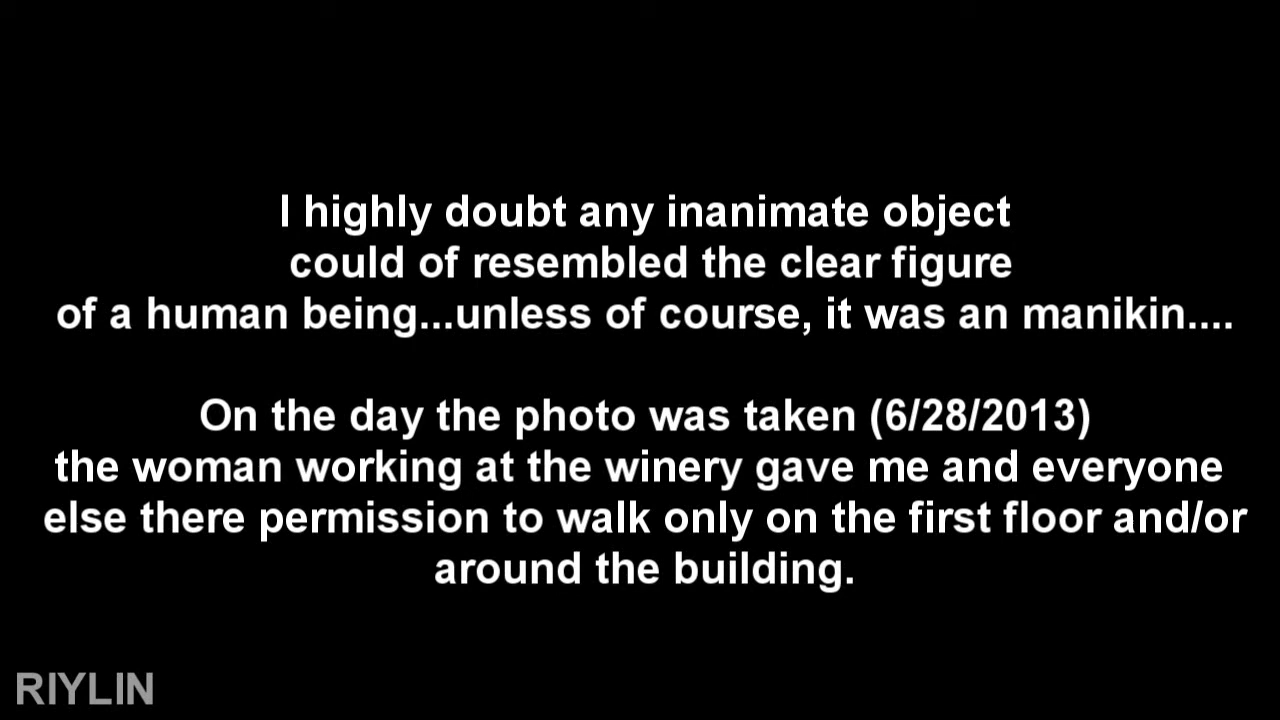 I highly doubt any inanimate object
could of resembled the clear figure
of a human being...unless of course, it was an manikin....
On the day the photo was taken (6/28/2013)
the woman working at the winery gave me and everyone
else there permission to walk only on the first floor and/or
around the building.
RIYLIN